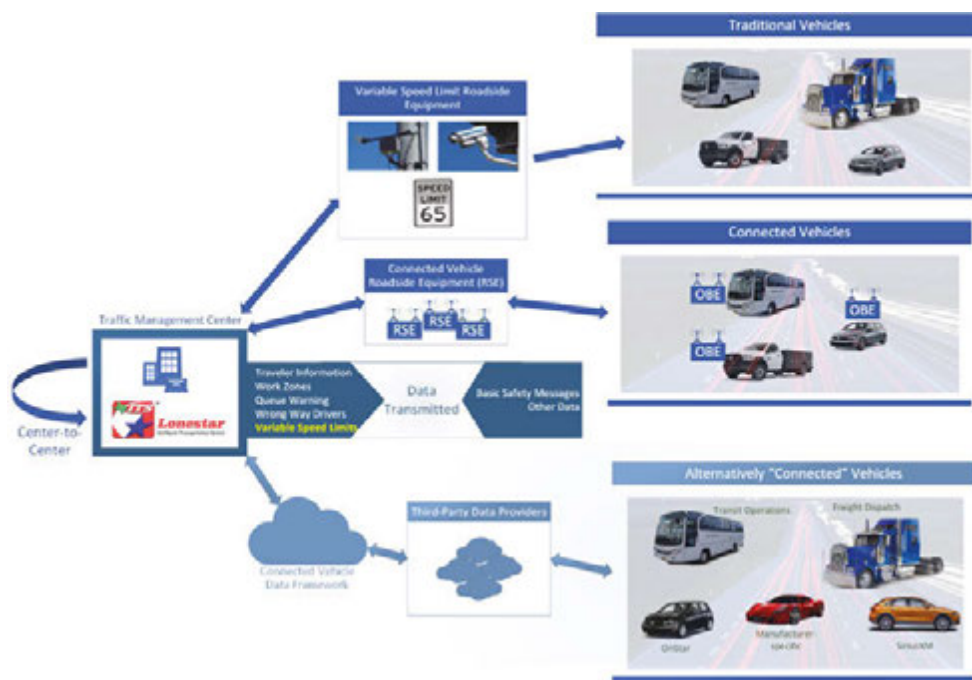 Traditional Vehicles
Variable Speed Limit Roadside
Equipment
SPEED
LIMIT
65
Connected Vehicles
Connected Vehicle
Roadside Equipment (RSE)
RSE
RSE
RSE
OBE
OBE
OBE
Traffic Management Center
ITS
Lonestar
Center-to-
Center
Traveler Information
Work Zones
Queue Warning
Wrong Way Drivers
Variable Speed Limits
Data
Transmitted
Basic Safety Messages
Other Data
Alternatively "Connected" Vehicles
Transit Operations
Freight Dispatch
Third-Party Data Providers
Connected Vehicle
Data Framework
OnStar
Manufacturer-
specific
SiriusXM